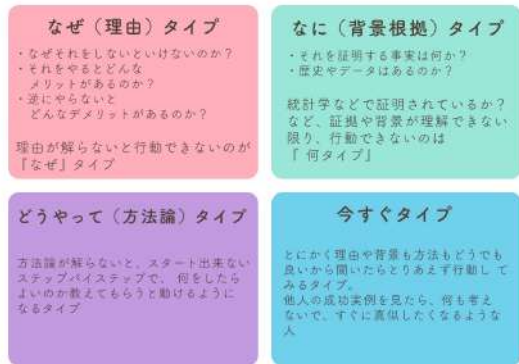 なぜ（理由）タイプ
・なぜそれをしないといけないのか？
・それをやるとどんな
メリットがあるのか？
・逆にやらないと
どんなデメリットがあるのか？
理由が解らないと行動できないのが
『なぜ』タイプ
なに（背景根拠）タイプ
・それを証明する事実は何か？
・歴史やデータはあるのか？
統計学などで証明されているか？
など、証拠や背景が理解できない
限り、行動できないのは
『 何タイプ』
どうやって（方法論）タイプ
方法論が解らないと、スタート出来ない
ステップバイステップで、 何をしたら
よいのか教えてもらうと動けるように
なるタイプ
今すぐタイプ
とにかく理由や背景も方法もどうでも
良いから聞いたらとりあえず行動し て
みるタイプ。
他人の成功実例を見たら、何も考え
ないで、すぐに真似したくなるような
人